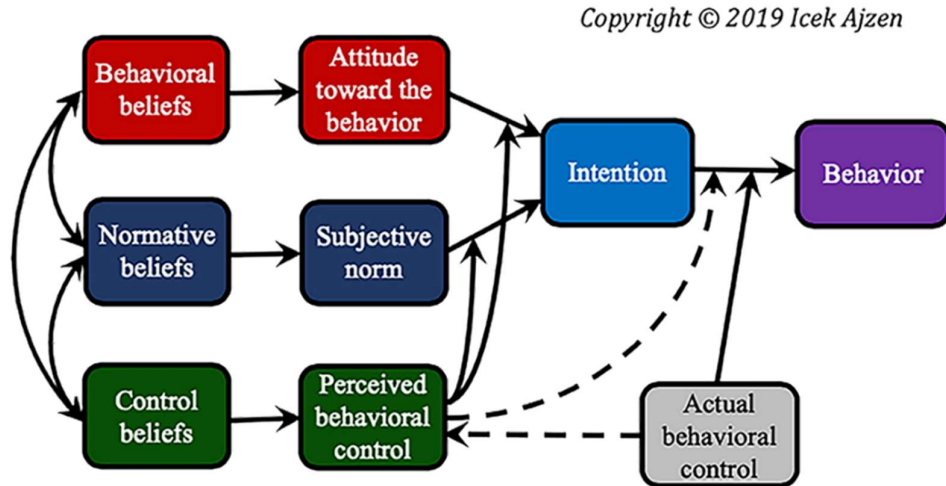 Copyright © 2019 Icek Ajzen
Behavioral
beliefs
Attitude
toward the
behavior
Intention
Behavior
Normative
beliefs
Subjective
norm
Control
beliefs
Perceived
behavioral
control
Actual
behavioral
control